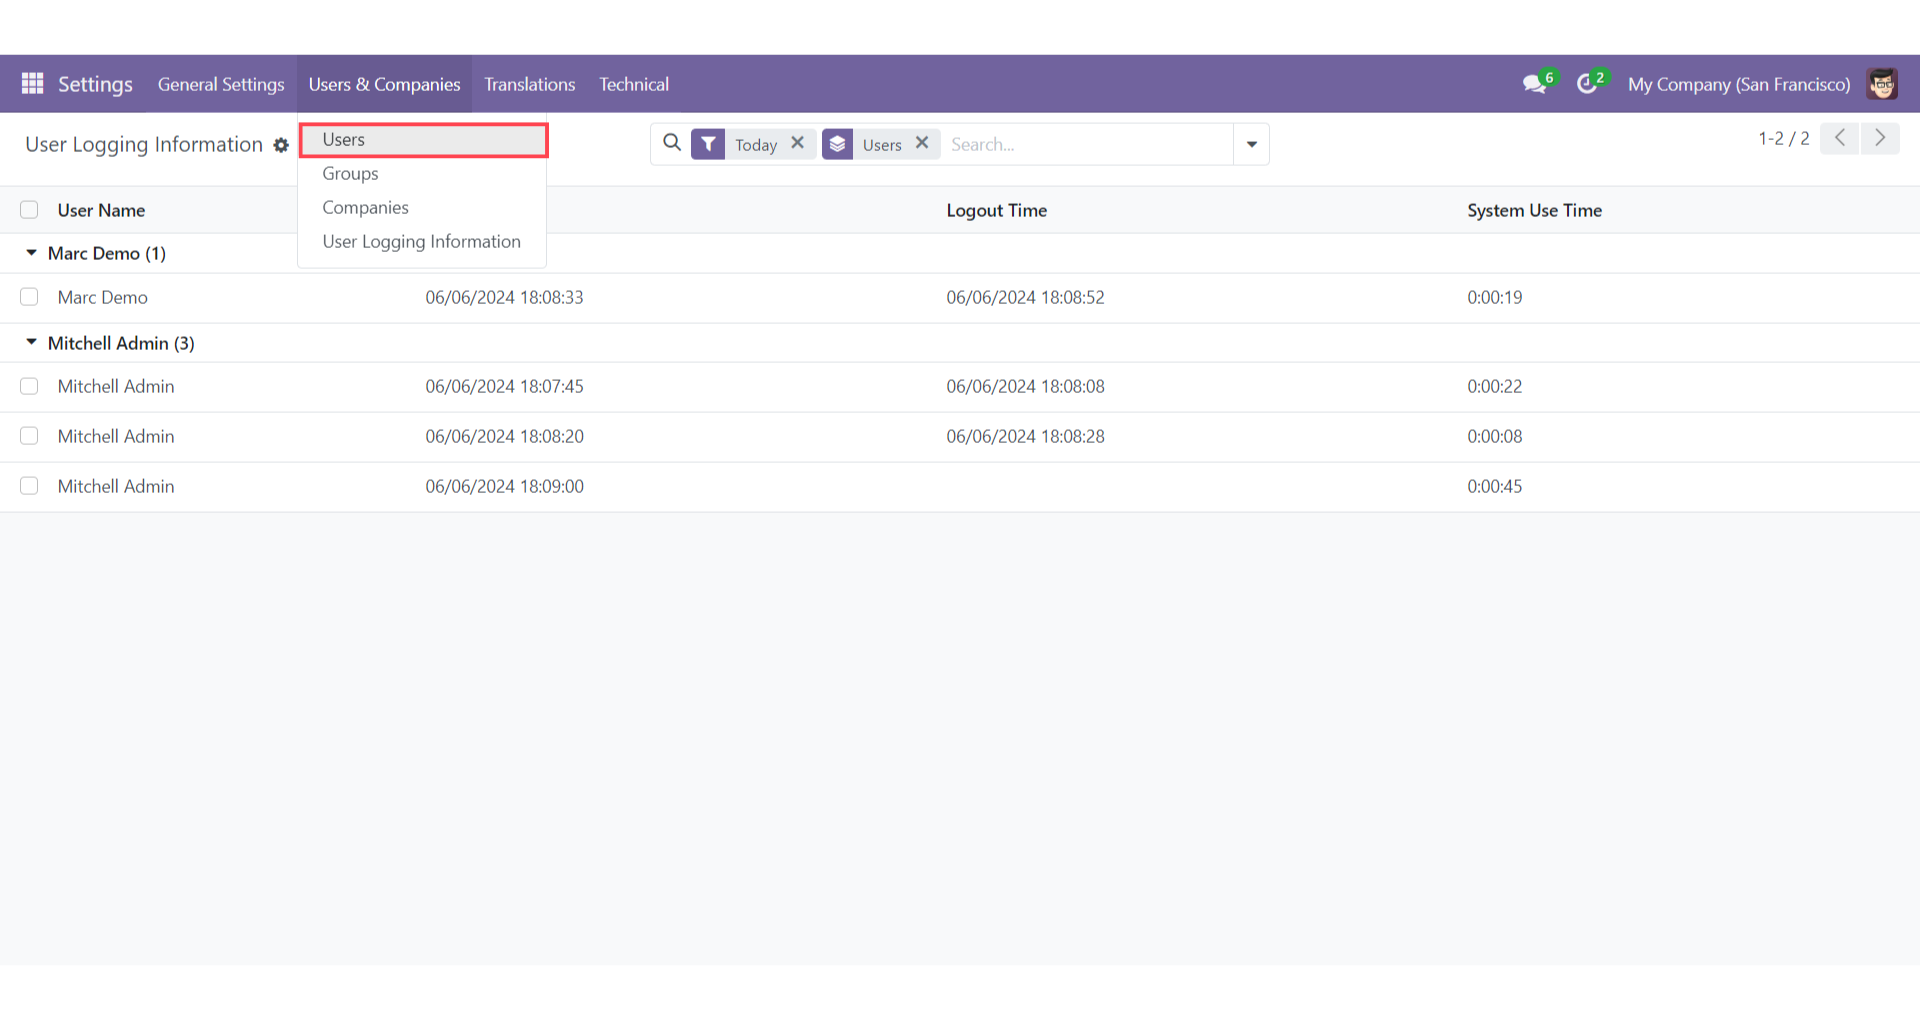 Settings General Settings Users & Companies Translations Technical 6 2 My Company (San Francisco)
User Logging Information Users Today Users Search... 1-2 / 2
Groups
Companies
User Name Logout Time System Use Time
User Logging Information
Marc Demo (1)
Marc Demo 06/06/2024 18:08:33 06/06/2024 18:08:52 0:00:19
Mitchell Admin (3)
Mitchell Admin 06/06/2024 18:07:45 06/06/2024 18:08:08 0:00:22
Mitchell Admin 06/06/2024 18:08:20 06/06/2024 18:08:28 0:00:08
Mitchell Admin 06/06/2024 18:09:00 0:00:45